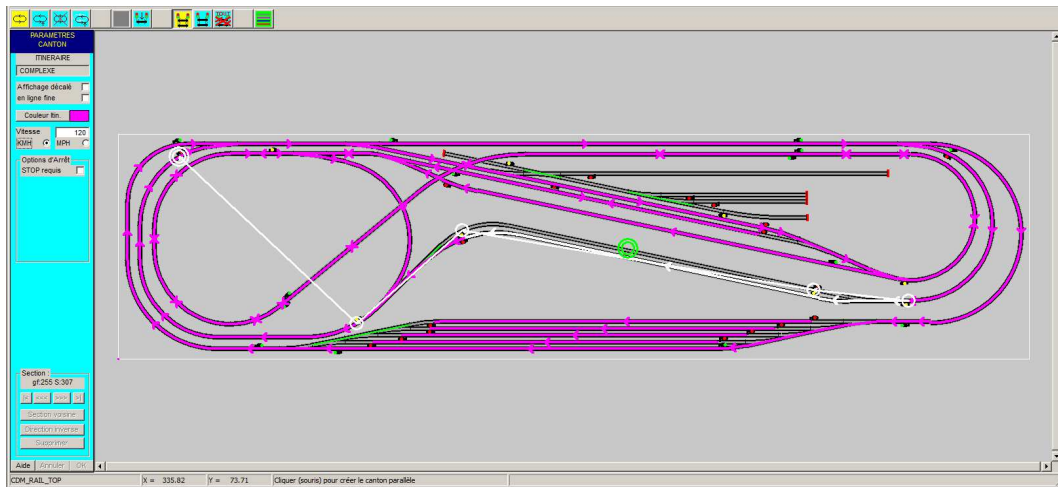 TOUT
PARAMETRES
CANTON
ITINERAIRE
COMPLEXE
Affichage décalé
en ligne fine
Couleur Itin.
Vitesse 120
KMH MPH
Options d'Arrêt
STOP requis
Section :
gf:255 S:307
|< <<< >>> >|
Section voisine
Direction inverse
Supprimer
Aide Annuler OK
CDM_RAIL_TOP X = 335.82 Y = 73.71 Cliquer (souris) pour créer le canton parallèle